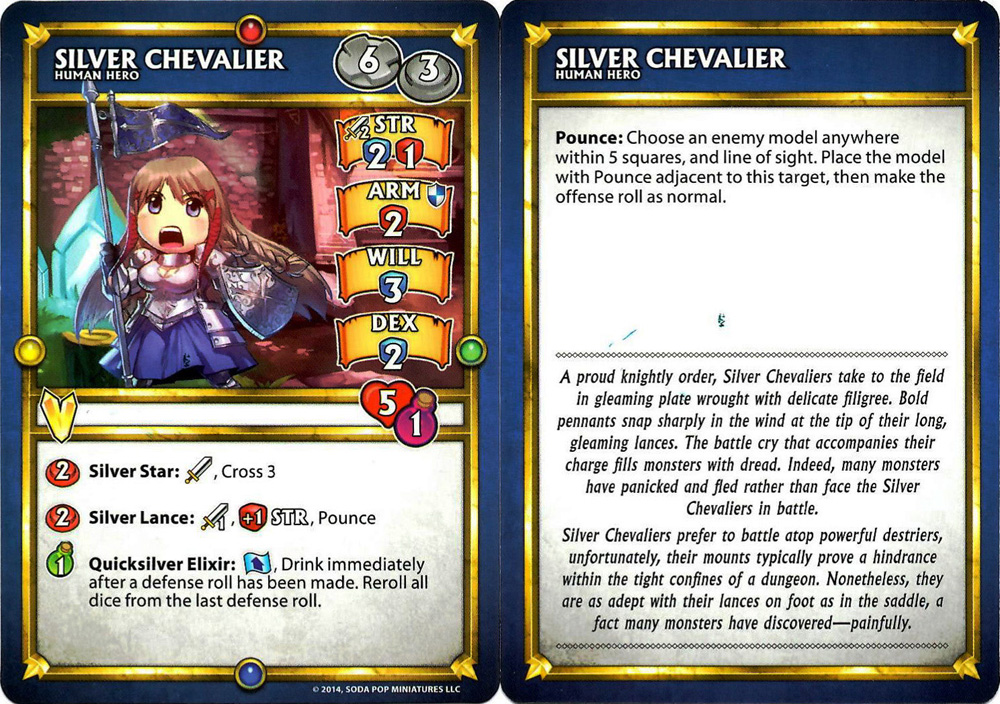 SILVER CHEVALIER
HUMAN HERO
6
3
2 STR
2 1
ARM
2
WILL
3
DEX
2
5
1
2 Silver Star: , Cross 3
2 Silver Lance: 1, +1 STR, Pounce
1 Quicksilver Elixir: , Drink immediately
after a defense roll has been made. Reroll all
dice from the last defense roll.
© 2014, SODA POP MINIATURES LLC
SILVER CHEVALIER
HUMAN HERO
Pounce: Choose an enemy model anywhere
within 5 squares, and line of sight. Place the model
with Pounce adjacent to this target, then make the
offense roll as normal.
A proud knightly order, Silver Chevaliers take to the field
in gleaming plate wrought with delicate filigree. Bold
pennants snap sharply in the wind at the tip of their long,
gleaming lances. The battle cry that accompanies their
charge fills monsters with dread. Indeed, many monsters
have panicked and fled rather than face the Silver
Chevaliers in battle.
Silver Chevaliers prefer to battle atop powerful destriers,
unfortunately, their mounts typically prove a hindrance
within the tight confines of a dungeon. Nonetheless, they
are as adept with their lances on foot as in the saddle, a
fact many monsters have discovered—painfully.